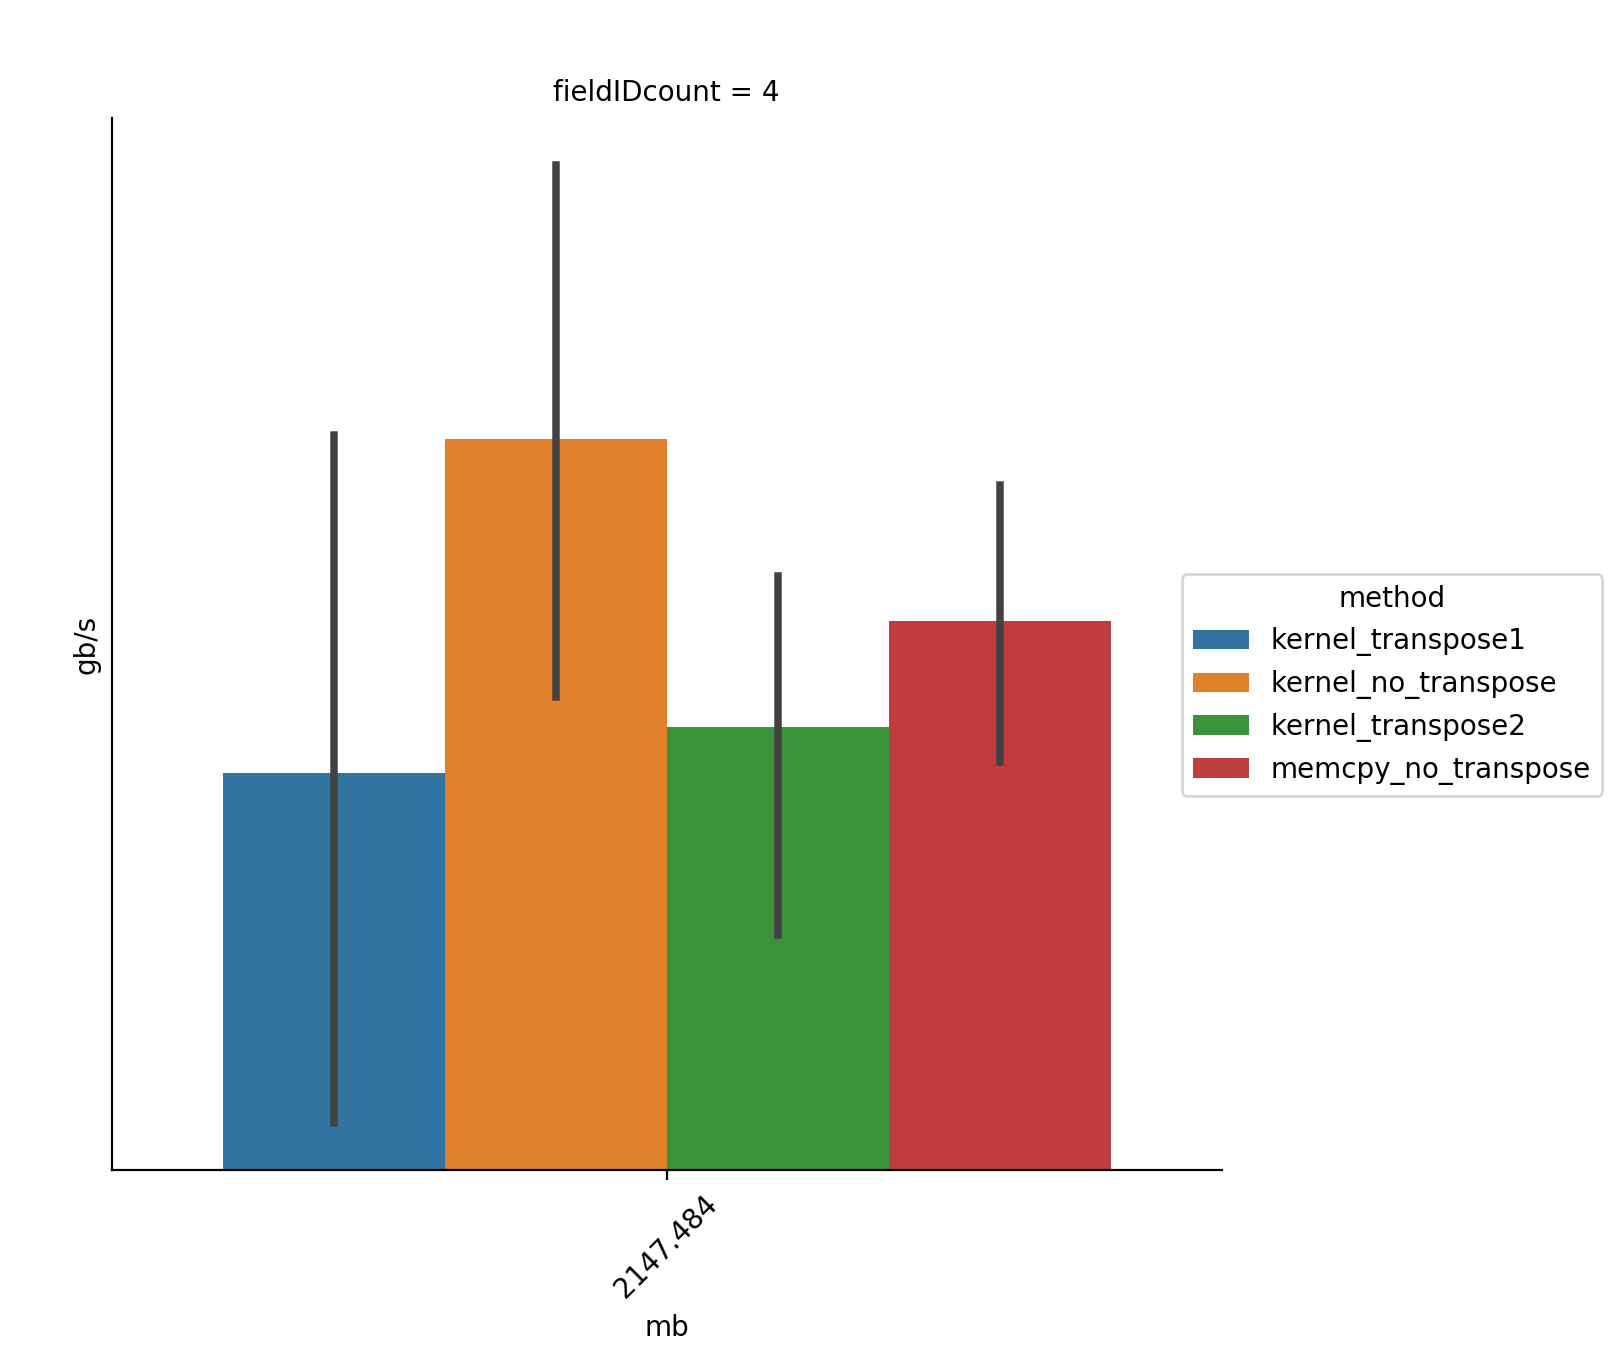 fieldIDcount = 4
gb/s
2147.484
mb
method
kernel_transpose1
kernel_no_transpose
kernel_transpose2
memcpy_no_transpose